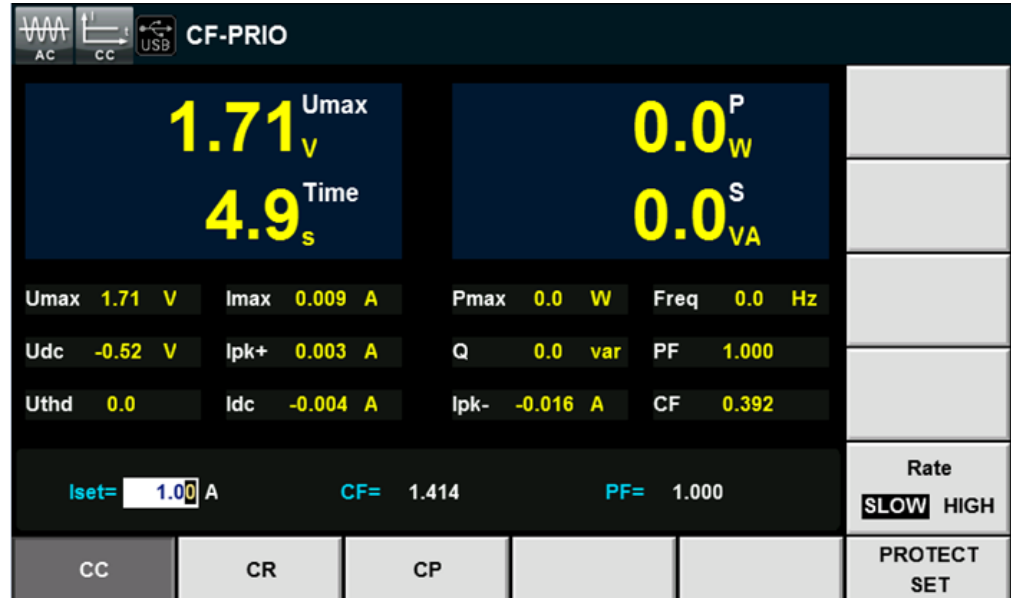 AC CC USB CF-PRIO
1.71 Umax V 0.0 P W
4.9 Time s 0.0 S VA
Umax 1.71 V Imax 0.009 A Pmax 0.0 W Freq 0.0 Hz
Udc -0.52 V Ipk+ 0.003 A Q 0.0 var PF 1.000
Uthd 0.0 Idc -0.004 A Ipk- -0.016 A CF 0.392
Iset= 1.00 A CF= 1.414 PF= 1.000
Rate
SLOW HIGH
CC CR CP
PROTECT
SET